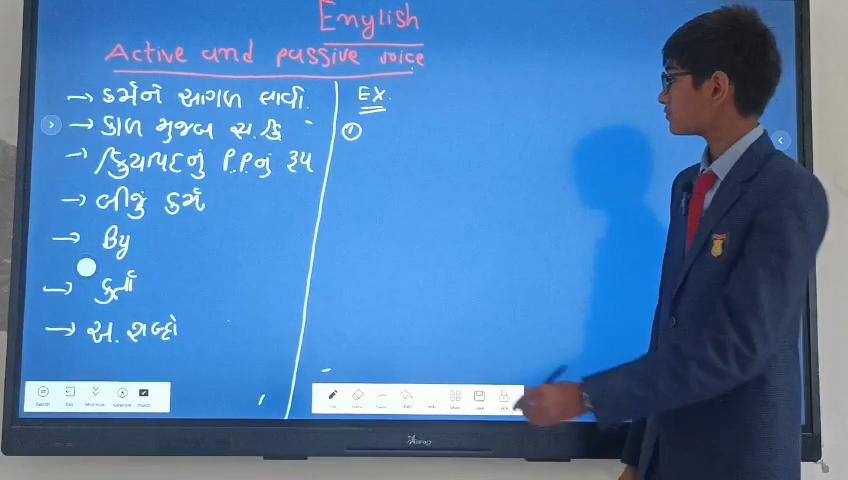 English
Active and passive voice
→ કર્મને આગળ લાવો.
→ કાળ મુજબ સ.ક્રિ
→ ક્રિયાપદનું P.P.નું રૂપ
→ બીજું કર્મ
→ By
→ કર્તા
→ અ. શબ્દો
EX.
①